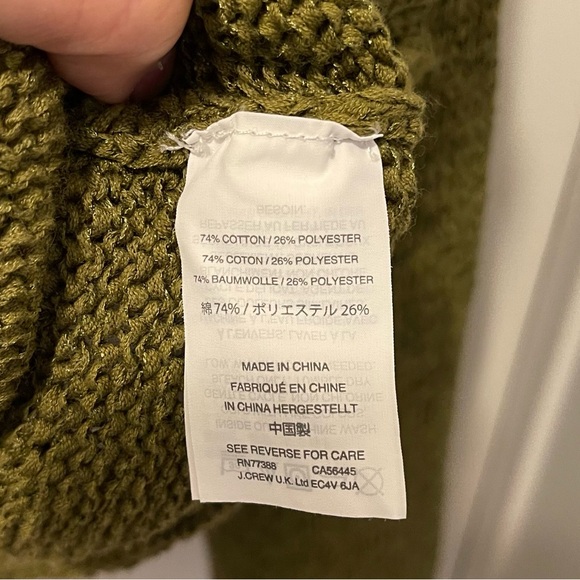 74% COTTON / 26% POLYESTER
74% COTON / 26% POLYESTER
74% BAUMWOLLE / 26% POLYESTER
綿 74% / ポリエステル 26%
MADE IN CHINA
FABRIQUÉ EN CHINE
IN CHINA HERGESTELLT
中国製
SEE REVERSE FOR CARE
RN77388 CA56445
J.CREW U.K. Ltd EC4V 6JA